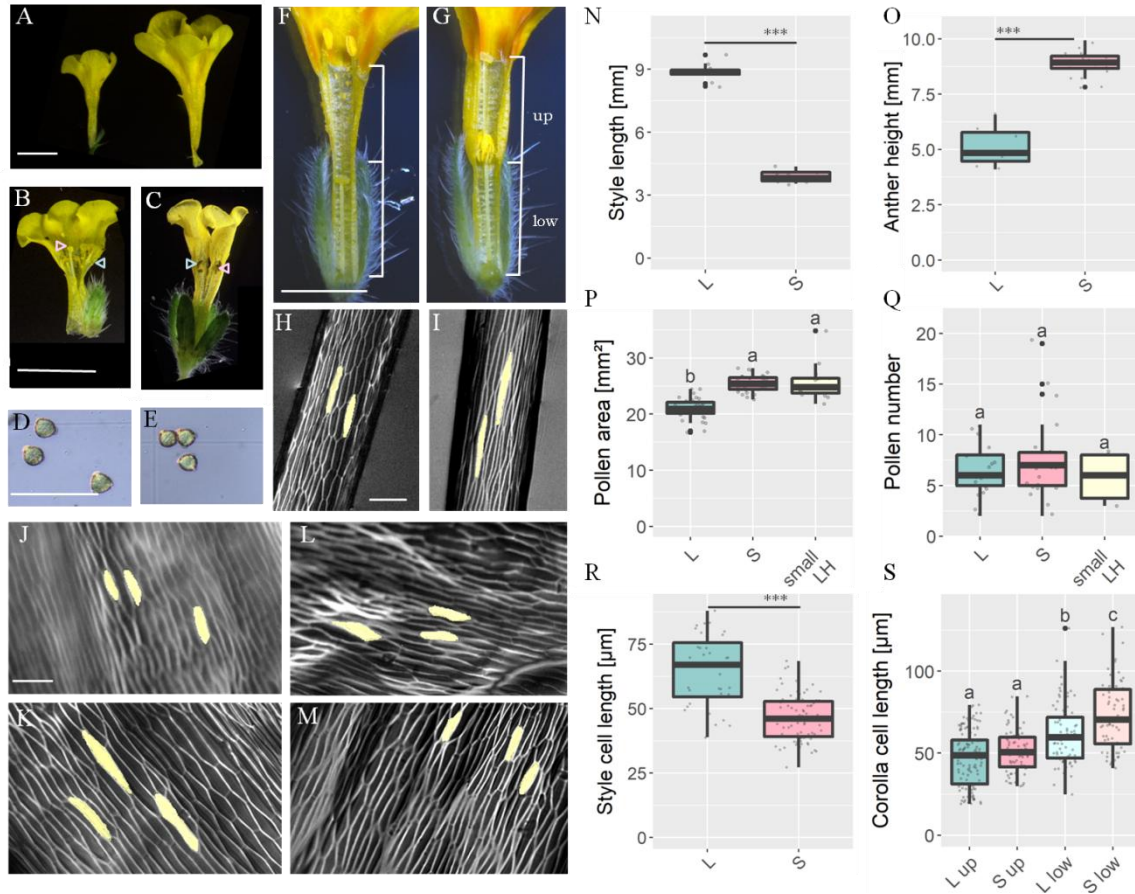 A
B
C
D
E
F
G
up
low
H
I
J
L
K
M
N
***
Style length [mm]
9
6
3
0
L
S
O
***
Anther height [mm]
10.0
7.5
5.0
2.5
0.0
L
S
P
b
a
a
Pollen area [mm²]
30
20
10
0
L
S
small
LH
Q
a
a
a
Pollen number
20
15
10
5
0
L
S
small
LH
R
***
Style cell length [µm]
75
50
25
0
L
S
S
a
a
b
c
Corolla cell length [µm]
100
50
0
L up
S up
L low
S low